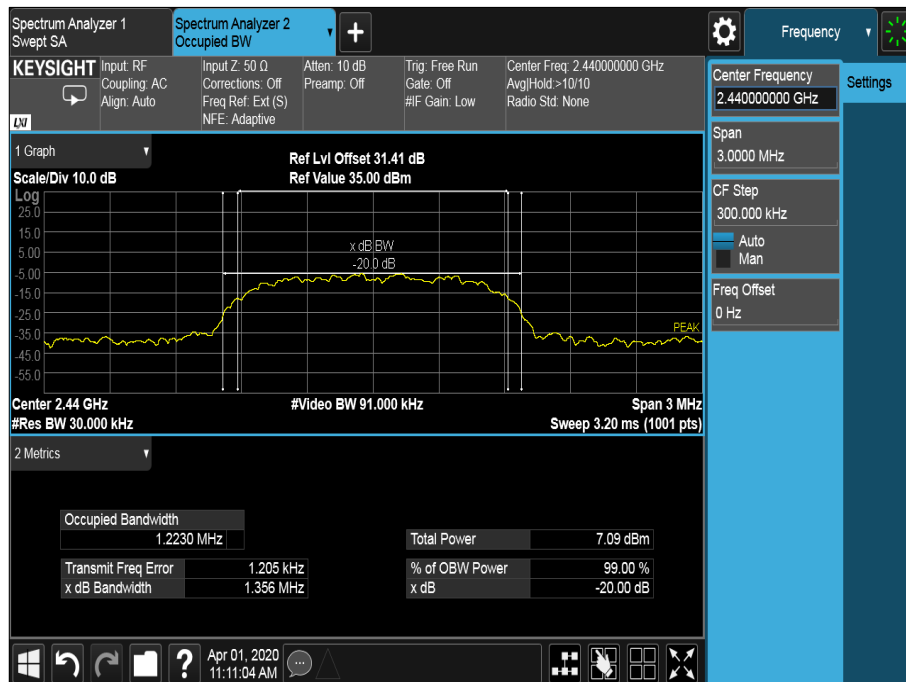 Spectrum Analyzer 1
Swept SA
Spectrum Analyzer 2
Occupied BW
Frequency
KEYSIGHT
LXI
Input: RF
Coupling: AC
Align: Auto
Input Z: 50 Ω
Corrections: Off
Freq Ref: Ext (S)
NFE: Adaptive
Atten: 10 dB
Preamp: Off
Trig: Free Run
Gate: Off
#IF Gain: Low
Center Freq: 2.440000000 GHz
Avg|Hold:>10/10
Radio Std: None
Center Frequency
2.440000000 GHz
Settings
Span
3.0000 MHz
CF Step
300.000 kHz
Auto
Man
Freq Offset
0 Hz
1 Graph
Scale/Div 10.0 dB
Ref Lvl Offset 31.41 dB
Ref Value 35.00 dBm
Log
25.0
15.0
5.00
-5.00
-15.0
-25.0
-35.0
-45.0
-55.0
x dB BW
-20.0 dB
PEAK
Center 2.44 GHz
#Video BW 91.000 kHz
Span 3 MHz
#Res BW 30.000 kHz
Sweep 3.20 ms (1001 pts)
2 Metrics
Occupied Bandwidth
1.2230 MHz
Transmit Freq Error 1.205 kHz
x dB Bandwidth 1.356 MHz
Total Power 7.09 dBm
% of OBW Power 99.00 %
x dB -20.00 dB
Apr 01, 2020
11:11:04 AM